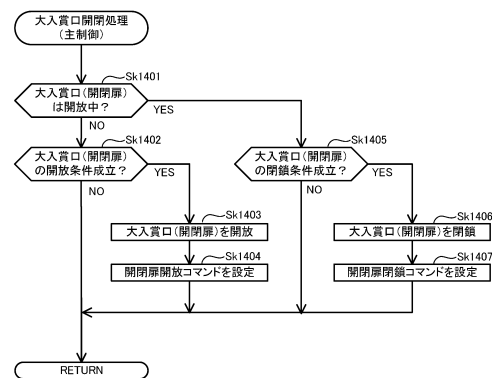 大入賞口開閉処理
(主制御)
Sk1401
大入賞口(開閉扉)
は開放中？
YES
NO
Sk1402
大入賞口(開閉扉)
の開放条件成立？
YES
NO
Sk1405
大入賞口(開閉扉)
の閉鎖条件成立？
YES
NO
Sk1403
大入賞口(開閉扉)を開放
Sk1404
開閉扉開放コマンドを設定
Sk1406
大入賞口(開閉扉)を閉鎖
Sk1407
開閉扉閉鎖コマンドを設定
RETURN